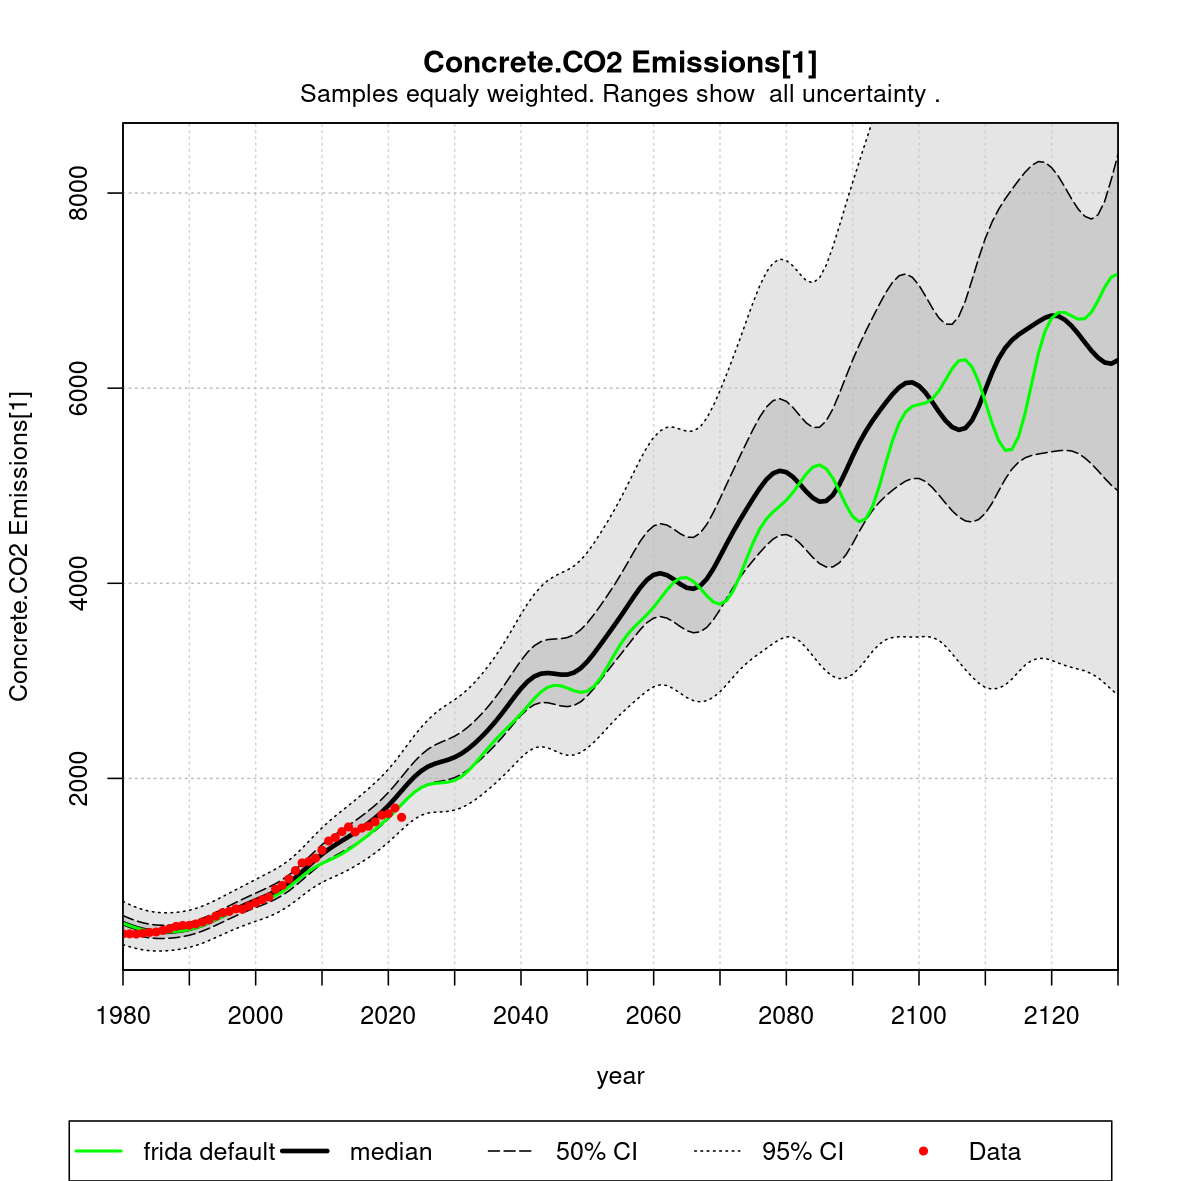 Concrete.CO2 Emissions[1]
Samples equaly weighted. Ranges show  all uncertainty .
Concrete.CO2 Emissions[1]
8000
6000
4000
2000
1980 2000 2020 2040 2060 2080 2100 2120
year
frida default median 50% CI 95% CI Data